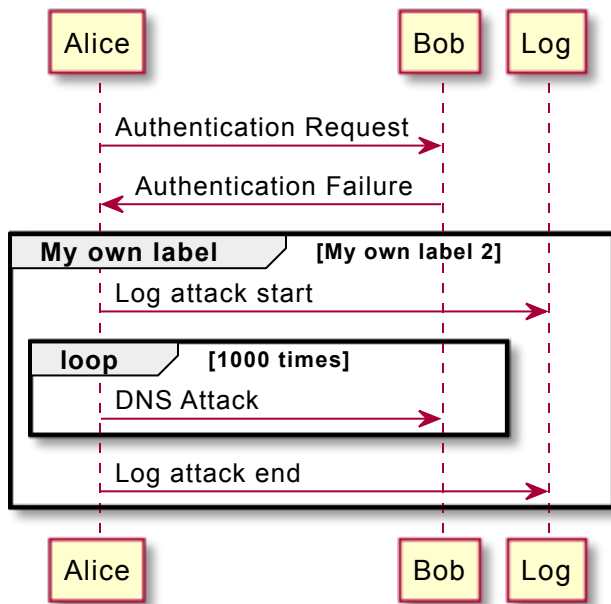 Alice Bob Log
Authentication Request
Authentication Failure
My own label [My own label 2]
Log attack start
loop [1000 times]
DNS Attack
Log attack end
Alice Bob Log